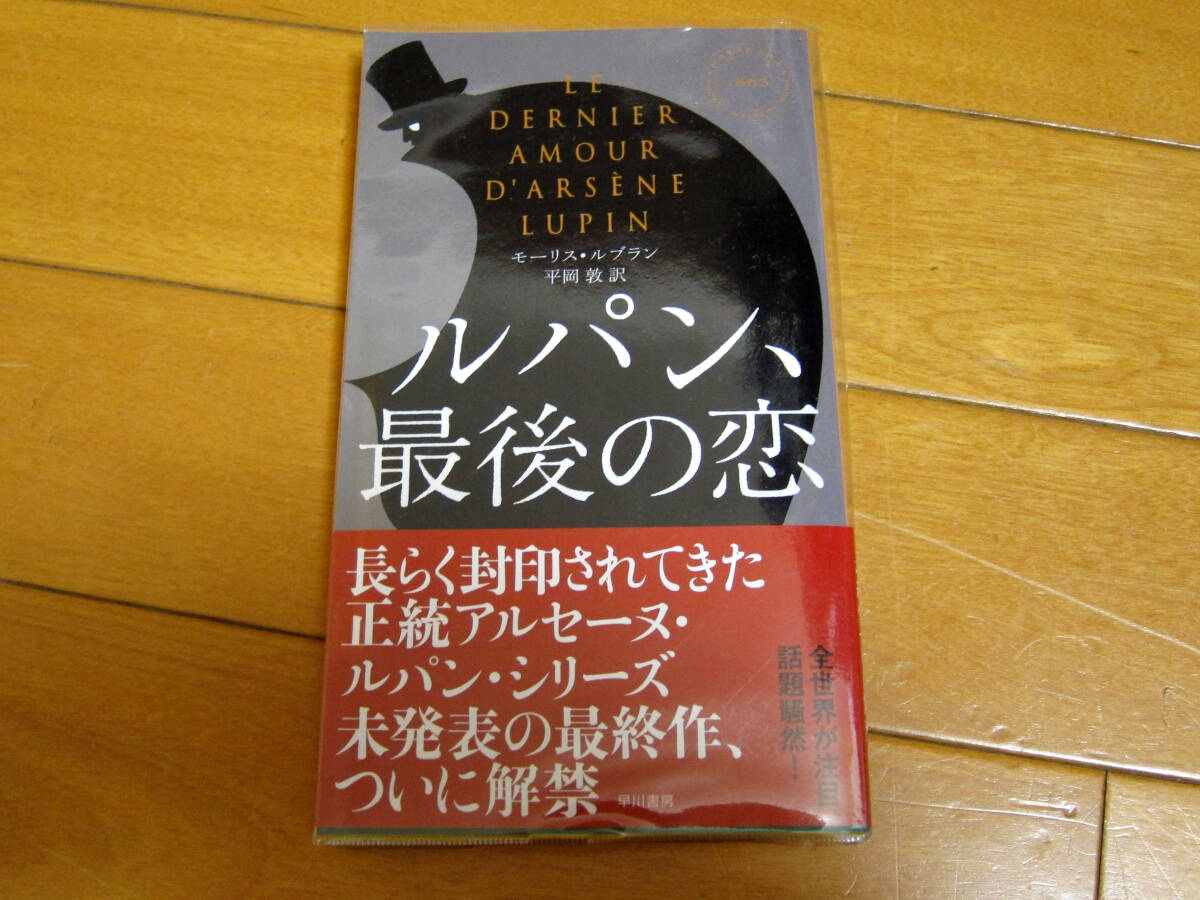 LE
DERNIER
AMOUR
D'ARSÈNE
LUPIN
モーリス・ルブラン
平岡 敦 訳
ルパン、
最後の恋
長らく封印されてきた
正統アルセーヌ・
ルパン・シリーズ
未発表の最終作、
ついに解禁
全世界が注目
話題騒然!
早川書房